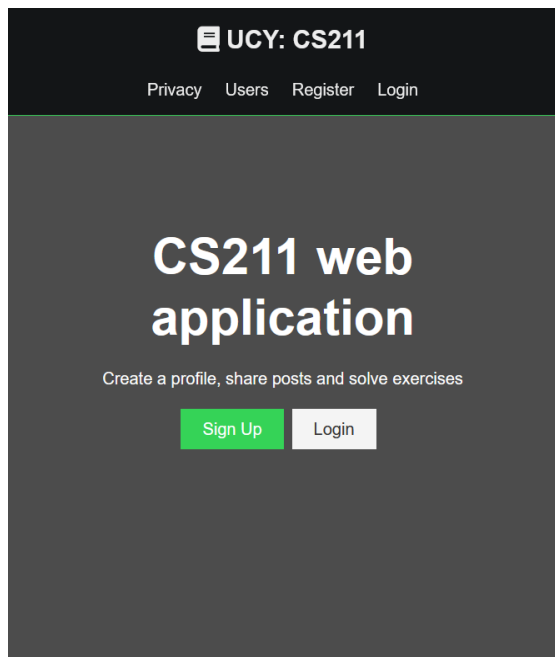 UCY: CS211
Privacy Users Register Login
CS211 web
application
Create a profile, share posts and solve exercises
Sign Up Login